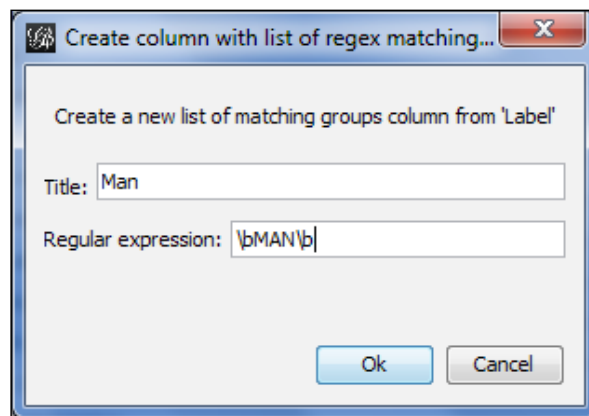 Create column with list of regex matching...
Create a new list of matching groups column from 'Label'
Title: Man
Regular expression: \bMAN\b
Ok Cancel